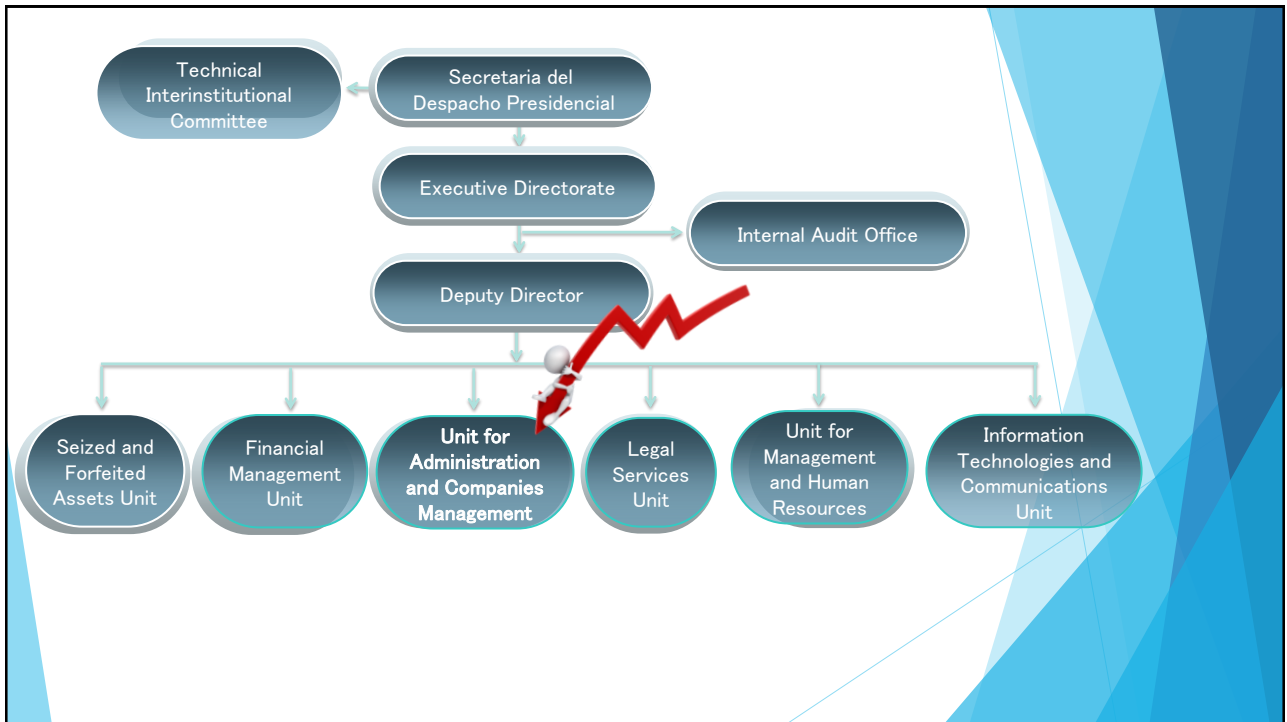 Technical
Interinstitutional
Committee
Secretaria del
Despacho Presidencial
Executive Directorate
Internal Audit Office
Deputy Director
Seized and
Forfeited
Assets Unit
Financial
Management
Unit
Unit for
Administration
and Companies
Management
Legal
Services
Unit
Unit for
Management
and Human
Resources
Information
Technologies and
Communications
Unit